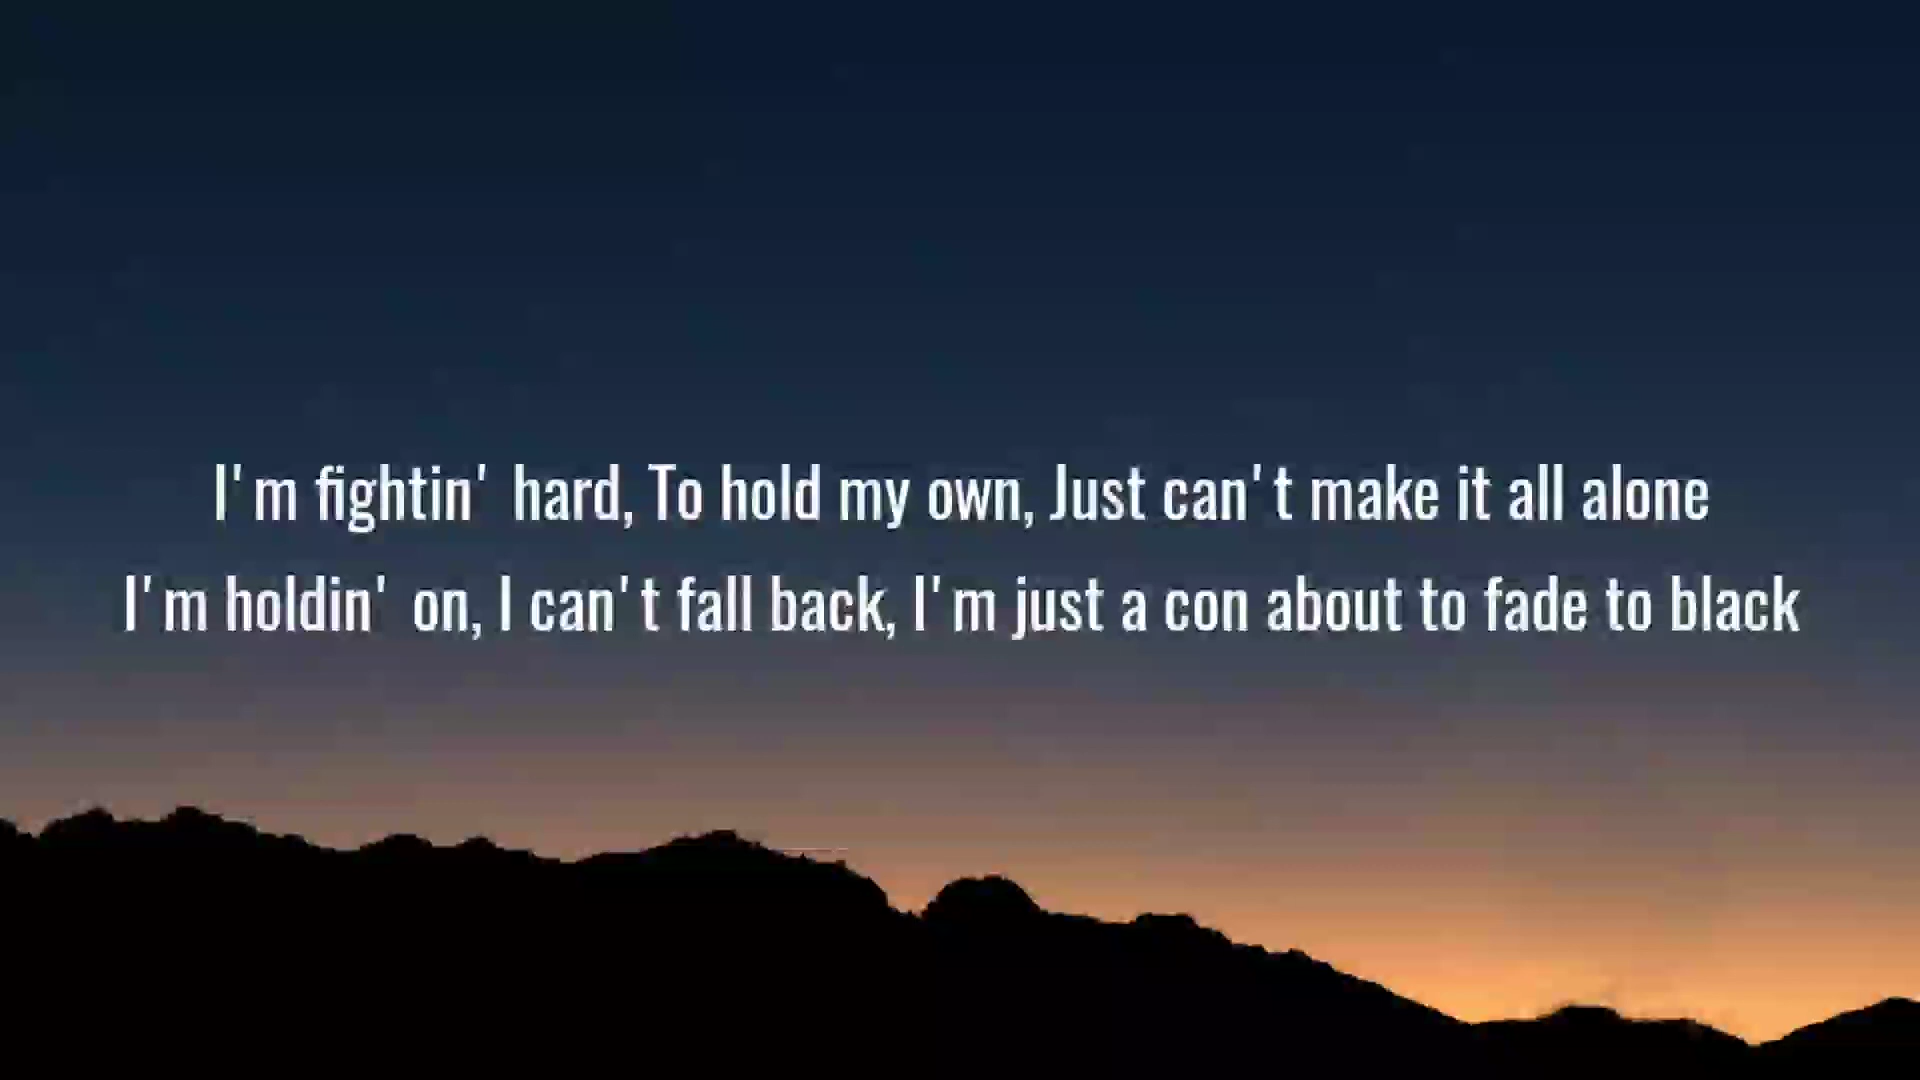 I'm fightin' hard, To hold my own, Just can't make it all alone
I'm holdin' on, I can't fall back, I'm just a con about to fade to black